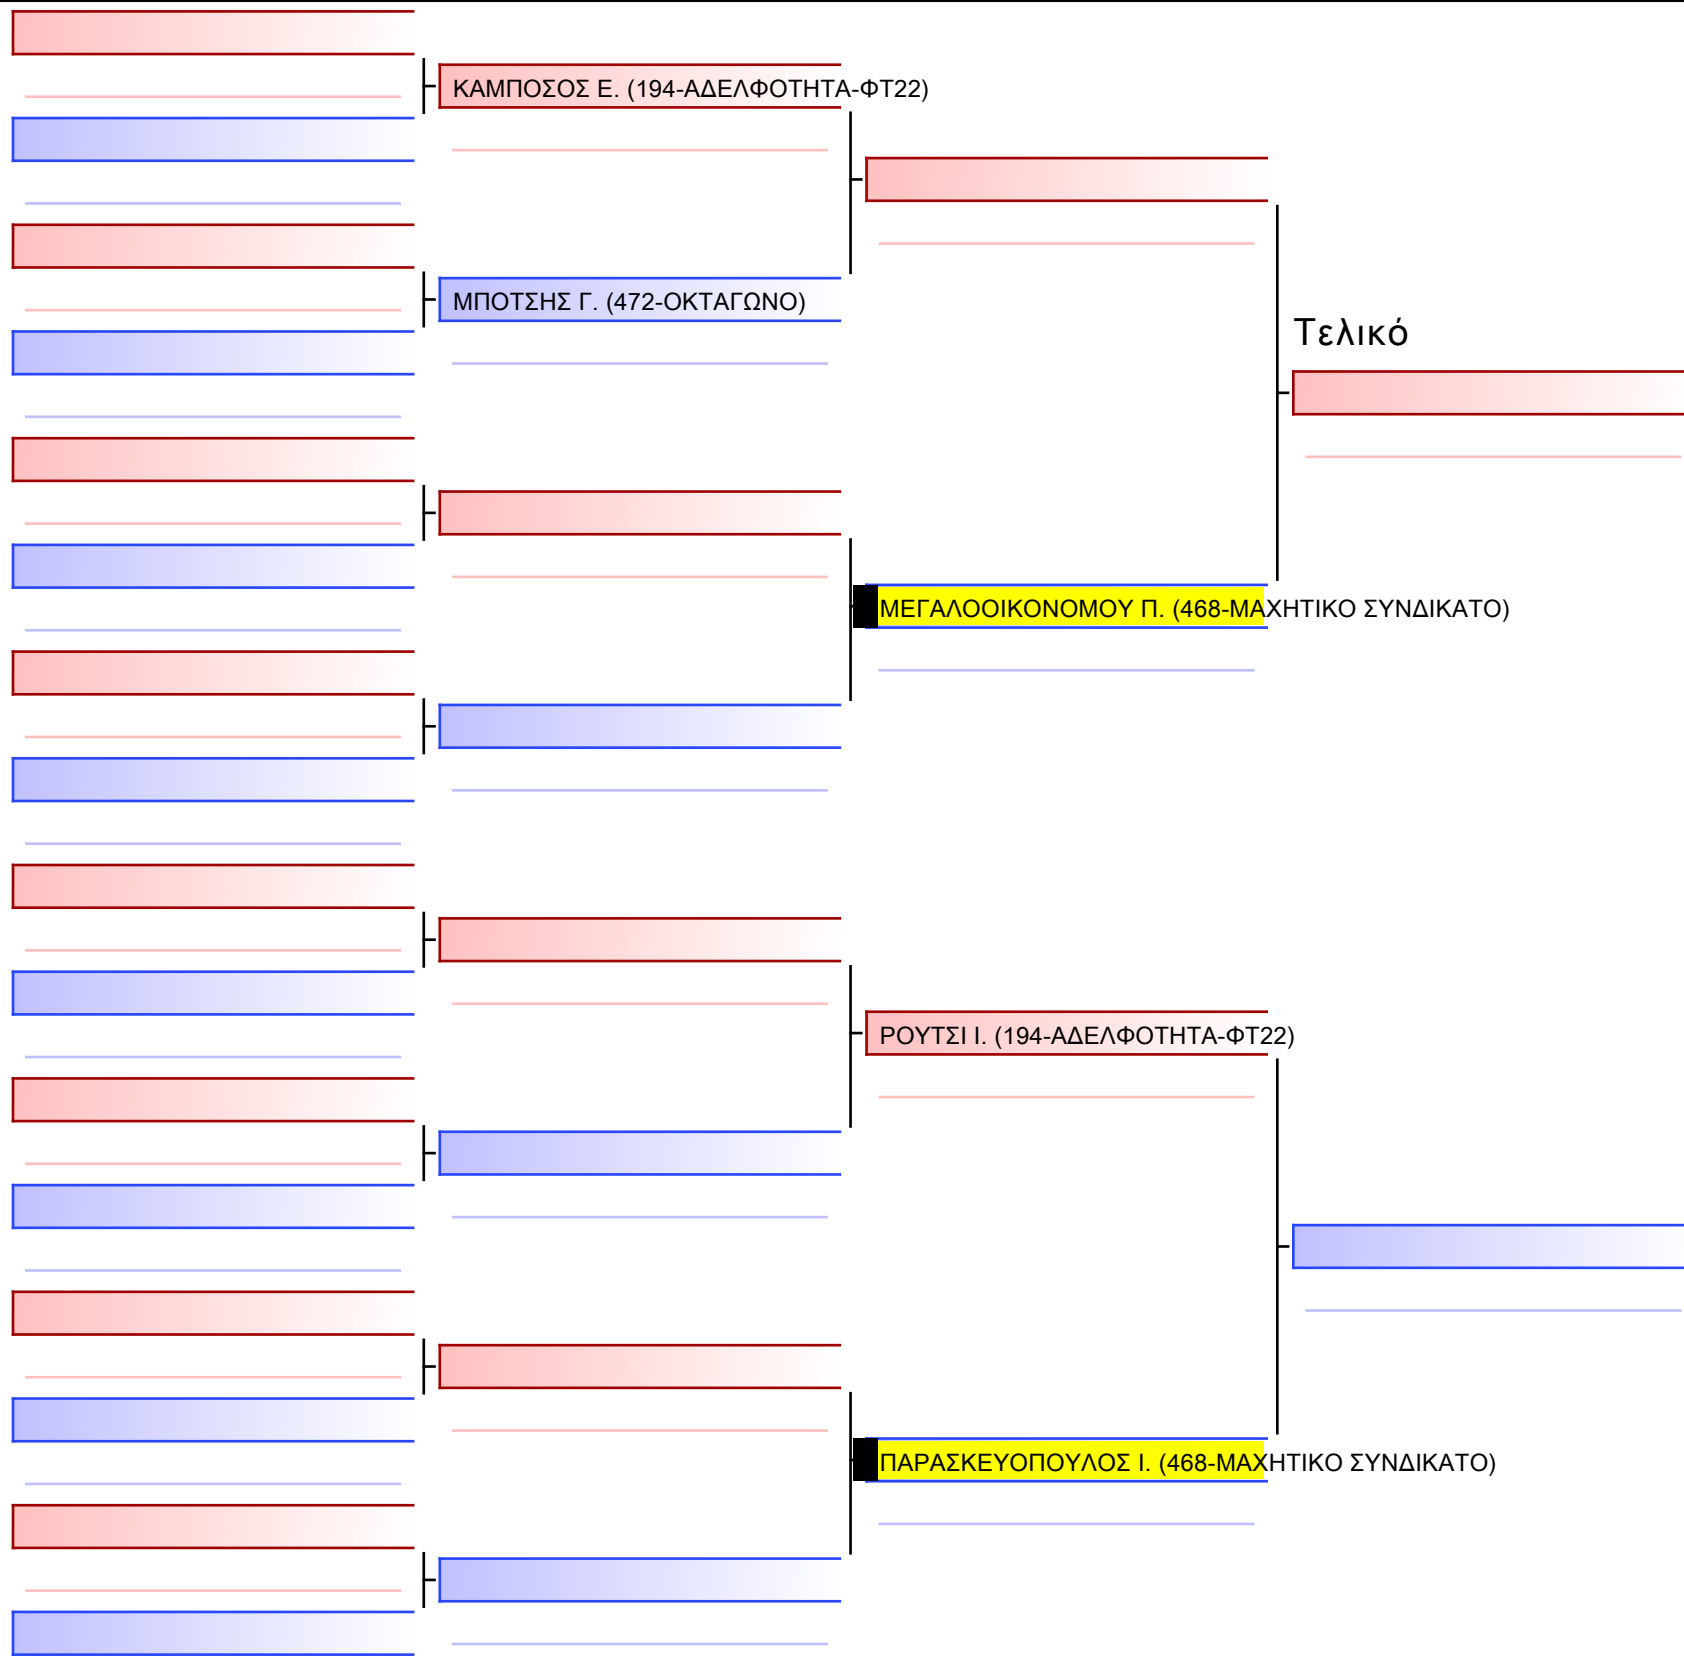 ΚΑΜΠΟΣΟΣ Ε. (194-ΑΔΕΛΦΟΤΗΤΑ-ΦΤ22)
ΜΠΟΤΣΗΣ Γ. (472-ΟΚΤΑΓΩΝΟ)
Τελικό
ΜΕΓΑΛΟΟΙΚΟΝΟΜΟΥ Π. (468-ΜΑΧΗΤΙΚΟ ΣΥΝΔΙΚΑΤΟ)
ΡΟΥΤΣΙ Ι. (194-ΑΔΕΛΦΟΤΗΤΑ-ΦΤ22)
ΠΑΡΑΣΚΕΥΟΠΟΥΛΟΣ Ι. (468-ΜΑΧΗΤΙΚΟ ΣΥΝΔΙΚΑΤΟ)